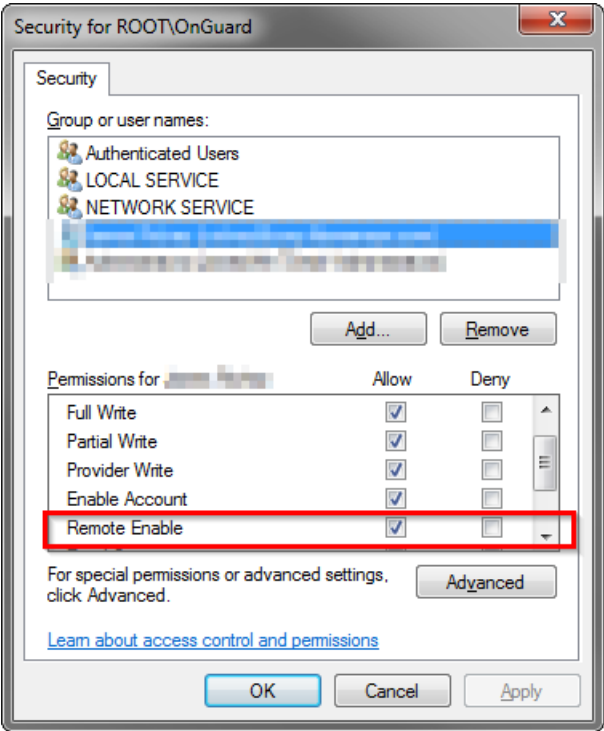 Security for ROOT\OnGuard
Security
Group or user names:
Authenticated Users
LOCAL SERVICE
NETWORK SERVICE
Add... Remove
Permissions for Allow Deny
Full Write
Partial Write
Provider Write
Enable Account
Remote Enable
For special permissions or advanced settings,
click Advanced.
Advanced
Learn about access control and permissions
OK Cancel Apply